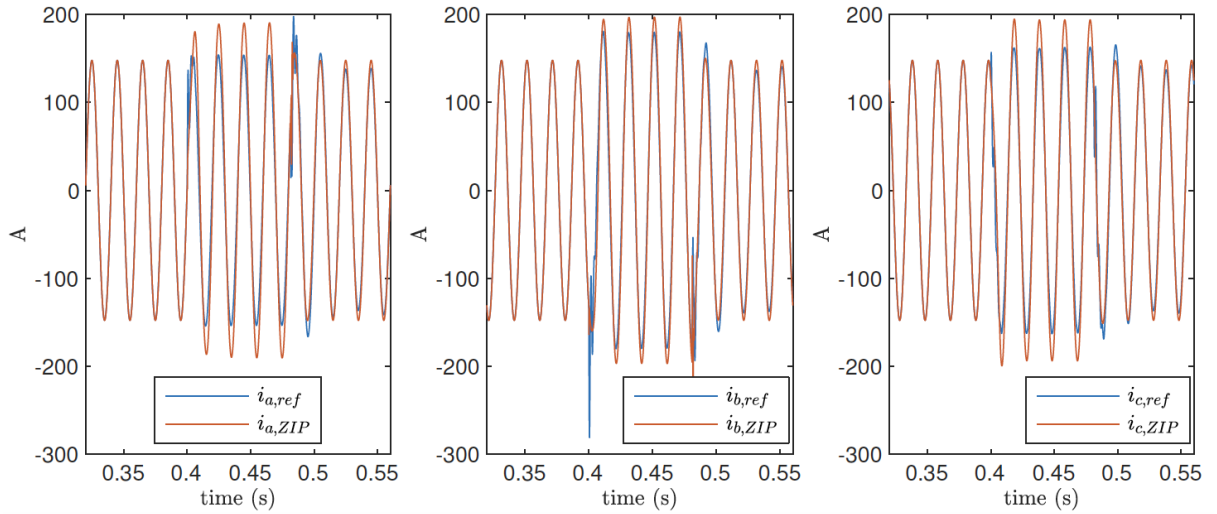 200
100
0
-100
-200
-300
A
0.35 0.4 0.45 0.5 0.55
time (s)
i_{a,ref}
i_{a,ZIP}
200
100
0
-100
-200
-300
A
0.35 0.4 0.45 0.5 0.55
time (s)
i_{b,ref}
i_{b,ZIP}
200
100
0
-100
-200
-300
A
0.35 0.4 0.45 0.5 0.55
time (s)
i_{c,ref}
i_{c,ZIP}